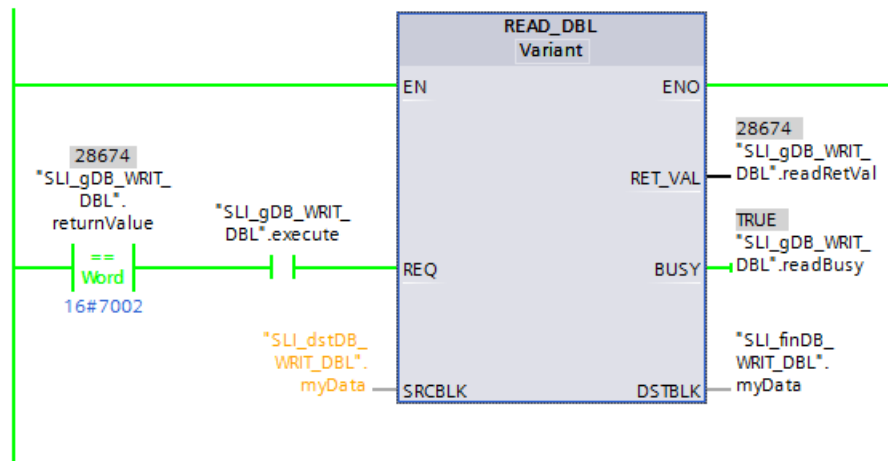 READ_DBL
Variant
EN
ENO
28674
"SLI_gDB_WRIT_
DBL".readRetVal
RET_VAL
28674
"SLI_gDB_WRIT_
DBL".
returnValue
==
Word
16#7002
"SLI_gDB_WRIT_
DBL".execute
REQ
TRUE
"SLI_gDB_WRIT_
DBL".readBusy
BUSY
"SLI_dstDB_
WRIT_DBL".
myData
SRCBLK
DSTBLK
"SLI_finDB_
WRIT_DBL".
myData